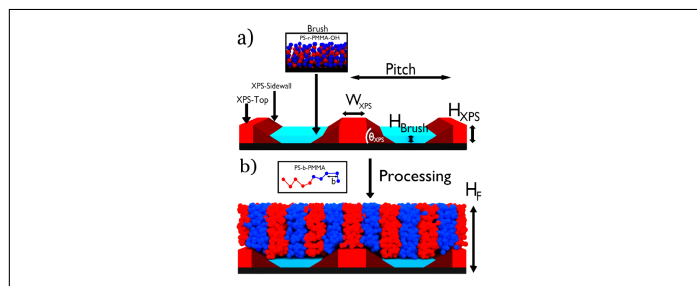 Brush
a)
PS-r-PMMA-OH
XPS-Sidewall
Pitch
XPS-Top
W_XPS
H_XPS
H_Brush
θ_XPS
b)
PS-b-PMMA
b
Processing
H_F